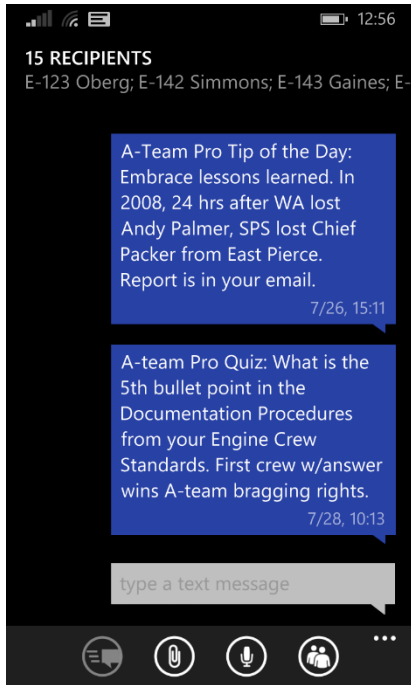 12:56
15 RECIPIENTS
E-123 Oberg; E-142 Simmons; E-143 Gaines; E-
A-Team Pro Tip of the Day:
Embrace lessons learned. In
2008, 24 hrs after WA lost
Andy Palmer, SPS lost Chief
Packer from East Pierce.
Report is in your email.
7/26, 15:11
A-team Pro Quiz: What is the
5th bullet point in the
Documentation Procedures
from your Engine Crew
Standards. First crew w/answer
wins A-team bragging rights.
7/28, 10:13
type a text message